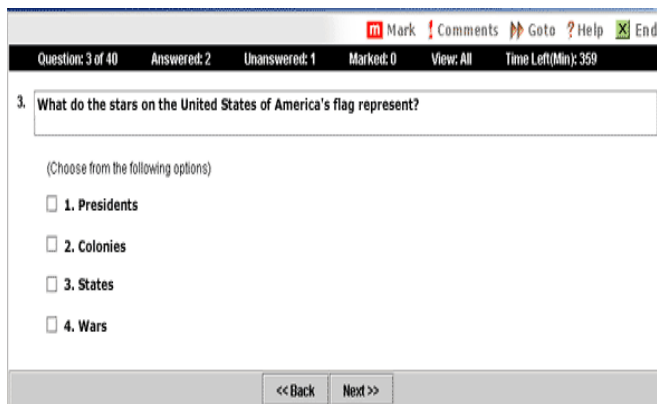 m Mark ! Comments Goto ? Help X End
Question: 3 of 40 Answered: 2 Unanswered: 1 Marked: 0 View: All Time Left(Min): 359
3. What do the stars on the United States of America's flag represent?
(Choose from the following options)
1. Presidents
2. Colonies
3. States
4. Wars
<< Back Next >>